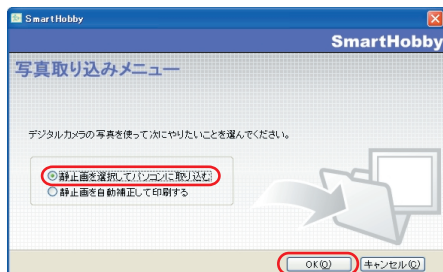 SmartHobby
SmartHobby
写真取り込みメニュー
デジタルカメラの写真を使って次にやりたいことを選んでください。
静止画を選択してパソコンに取り込む
静止画を自動補正して印刷する
OK(O) キャンセル(C)